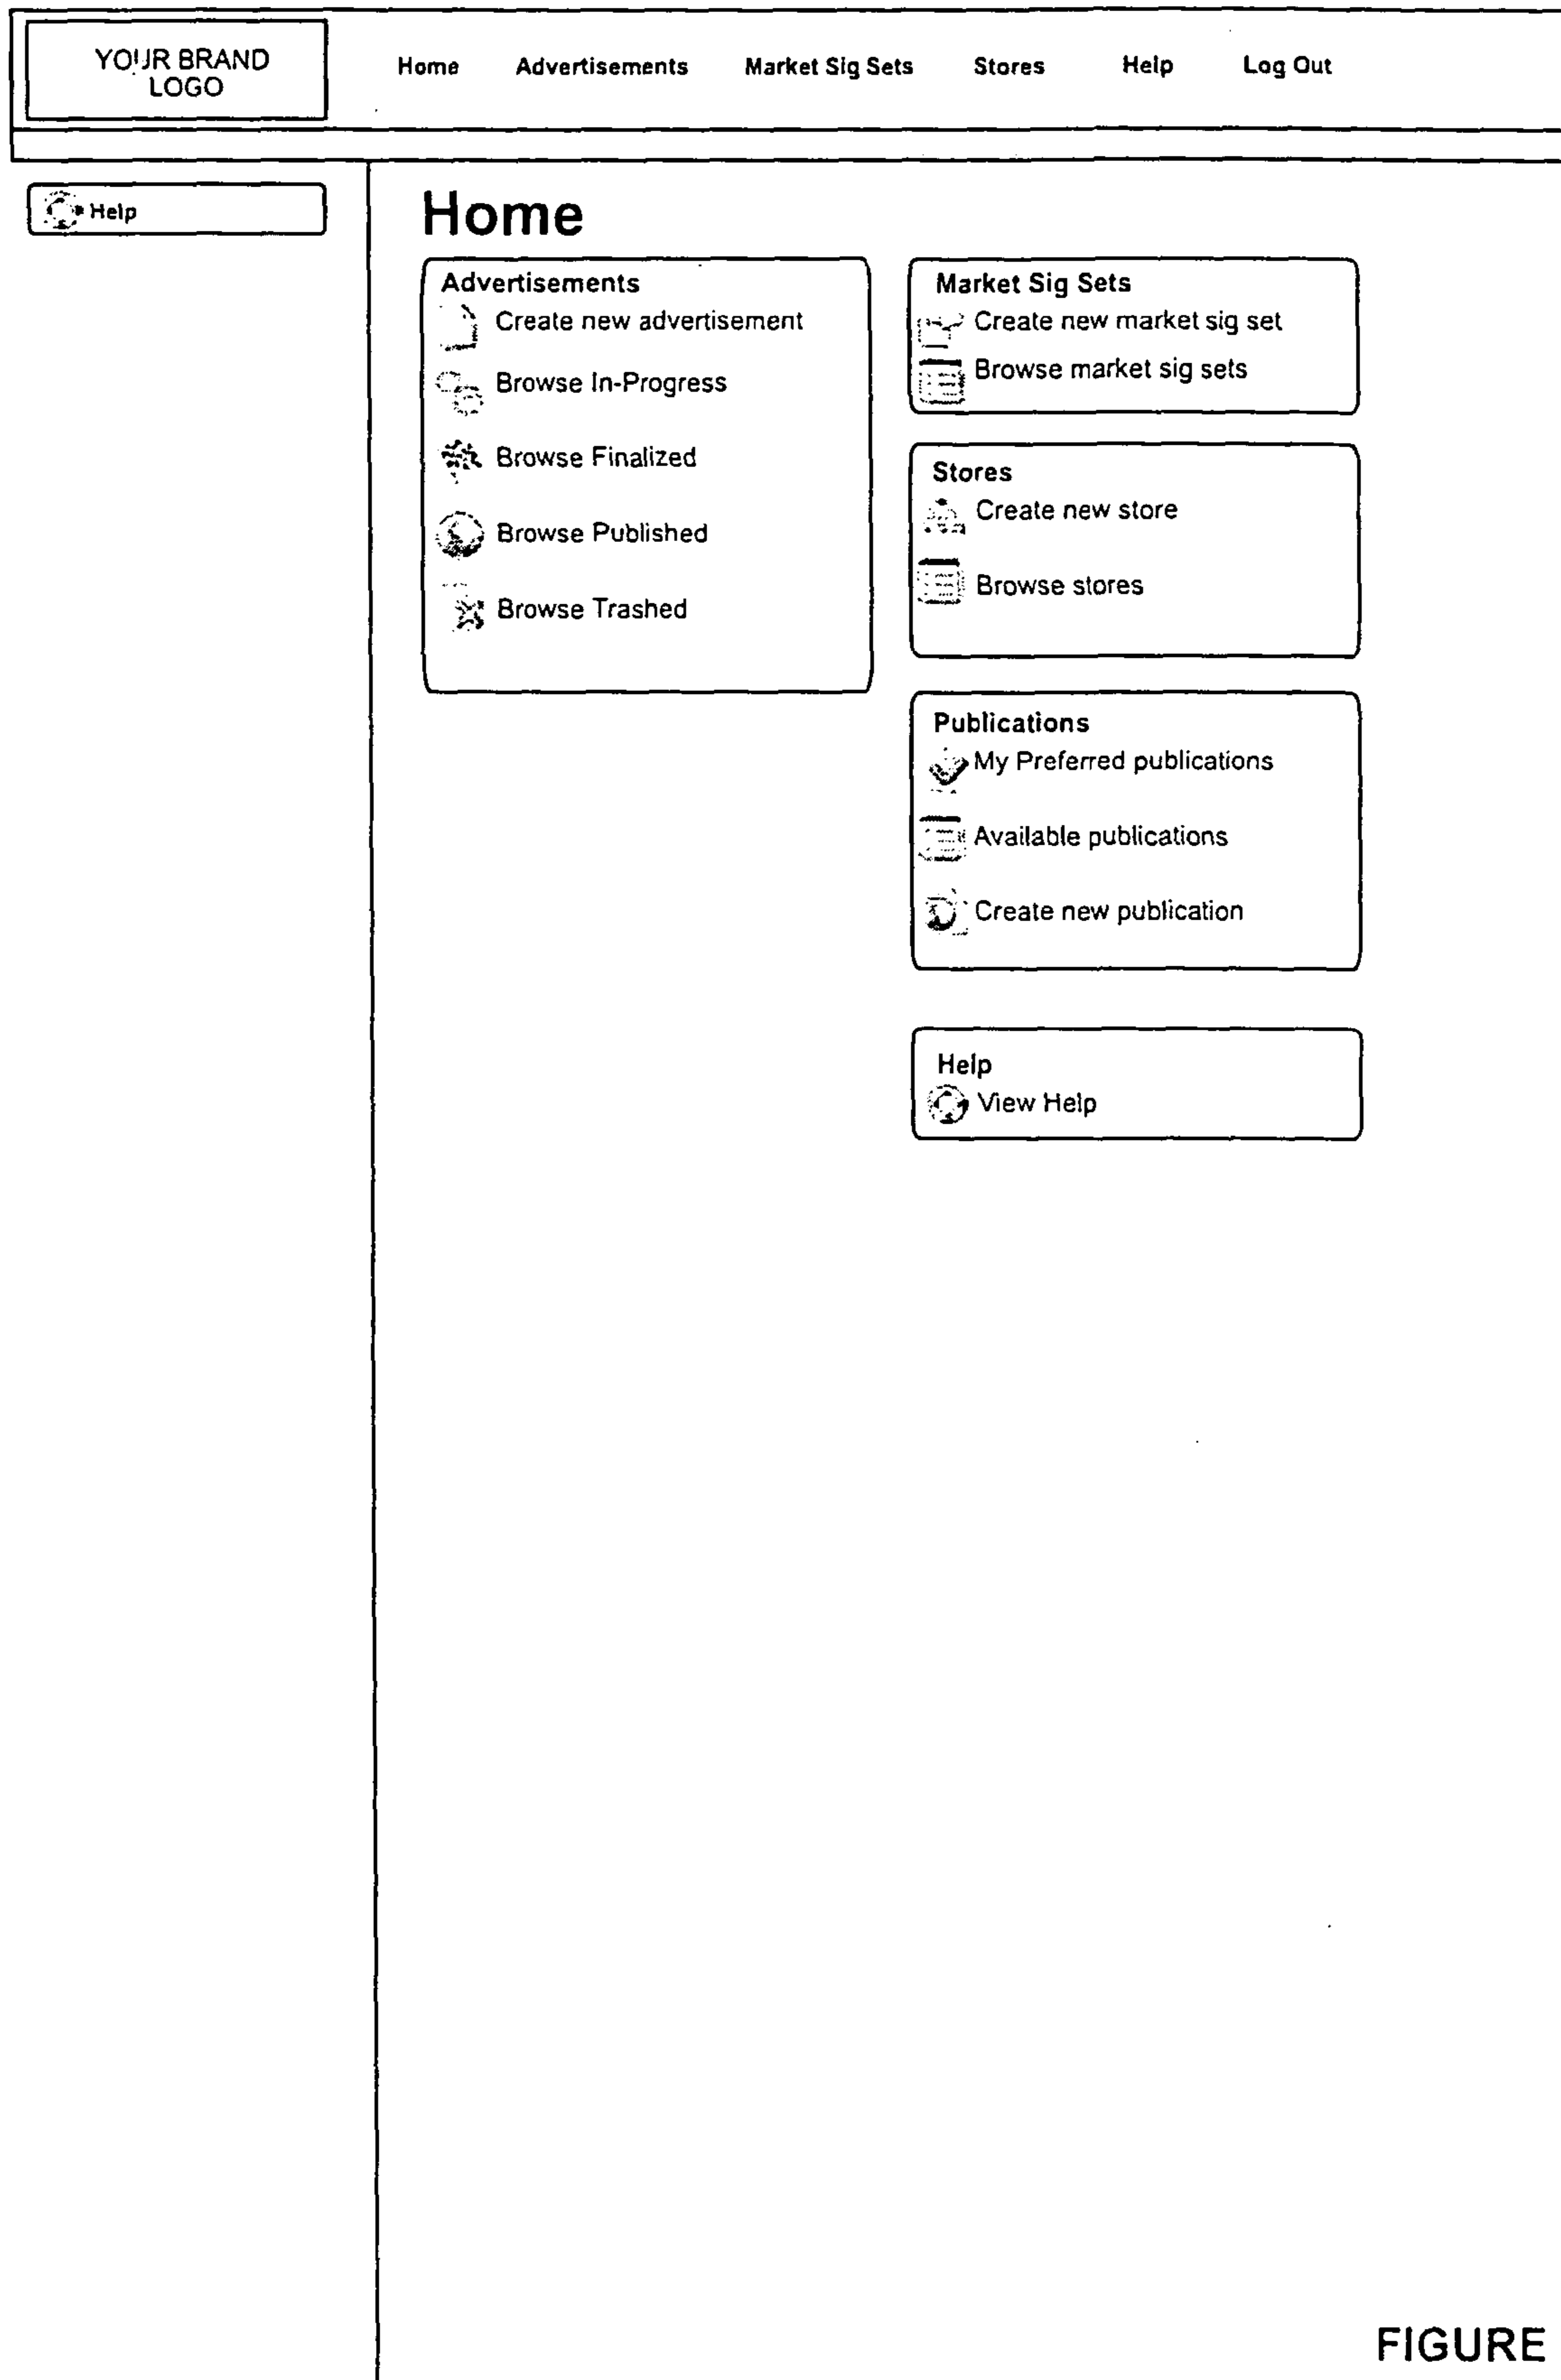 YOUR BRAND
LOGO
Home Advertisements Market Sig Sets Stores Help Log Out
Help
Home
Advertisements
Create new advertisement
Browse In-Progress
Browse Finalized
Browse Published
Browse Trashed
Market Sig Sets
Create new market sig set
Browse market sig sets
Stores
Create new store
Browse stores
Publications
My Preferred publications
Available publications
Create new publication
Help
View Help
FIGURE